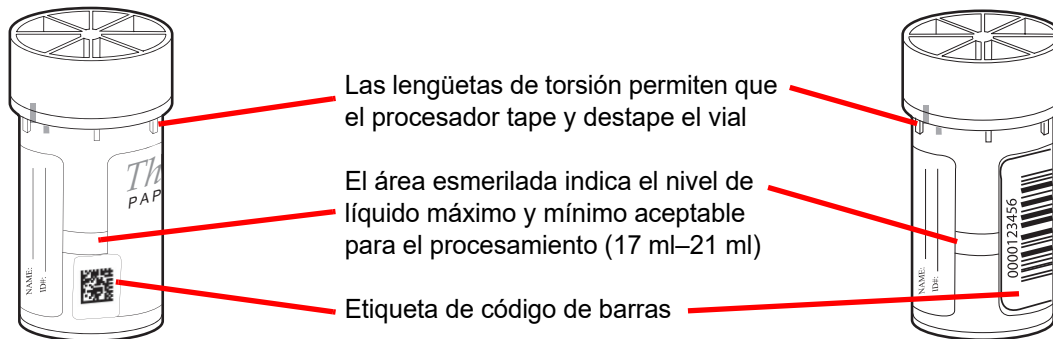 Las lengüetas de torsión permiten que
el procesador tape y destape el vial
El área esmerilada indica el nivel de
líquido máximo y mínimo aceptable
para el procesamiento (17 ml–21 ml)
Etiqueta de código de barras
Th
PAP
NAME:
ID#:
NAME:
ID#:
0000123456